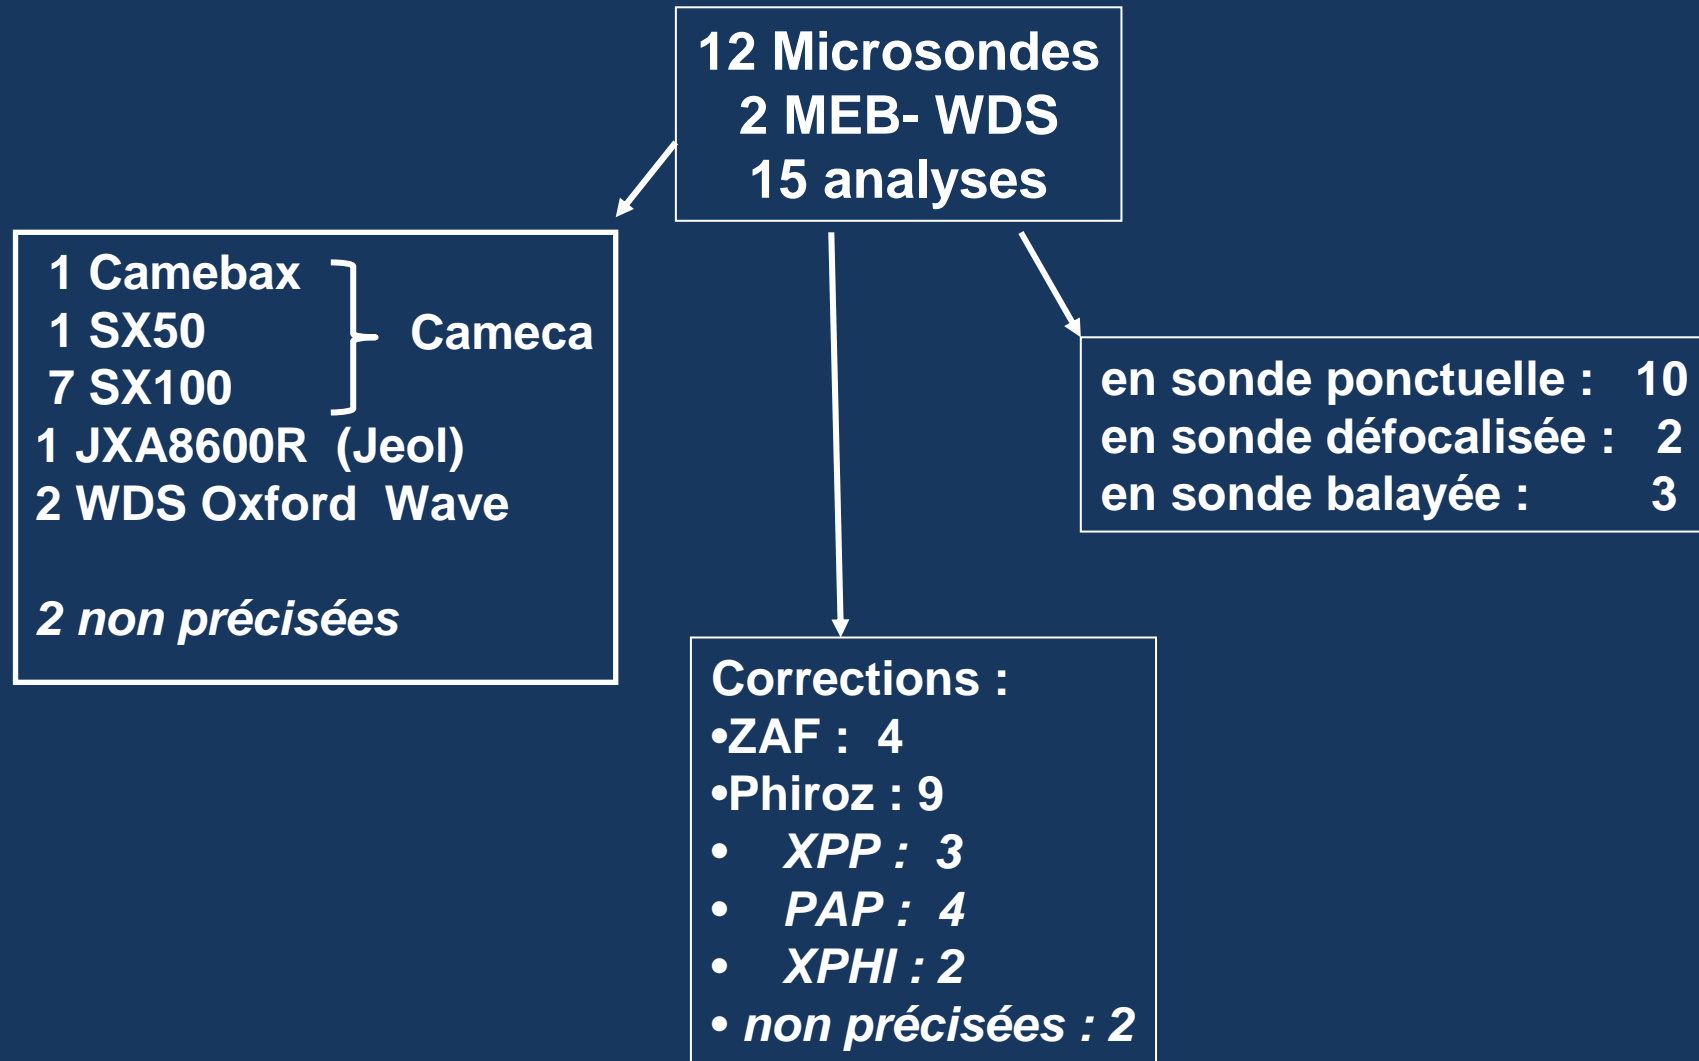 12 Microsondes
2 MEB- WDS
15 analyses
1 Camebax
1 SX50
7 SX100
Cameca
1 JXA8600R (Jeol)
2 WDS Oxford Wave
2 non précisées
en sonde ponctuelle : 10
en sonde défocalisée : 2
en sonde balayée : 3
Corrections :
•ZAF : 4
•Phiroz : 9
• XPP : 3
• PAP : 4
• XPHI : 2
• non précisées : 2